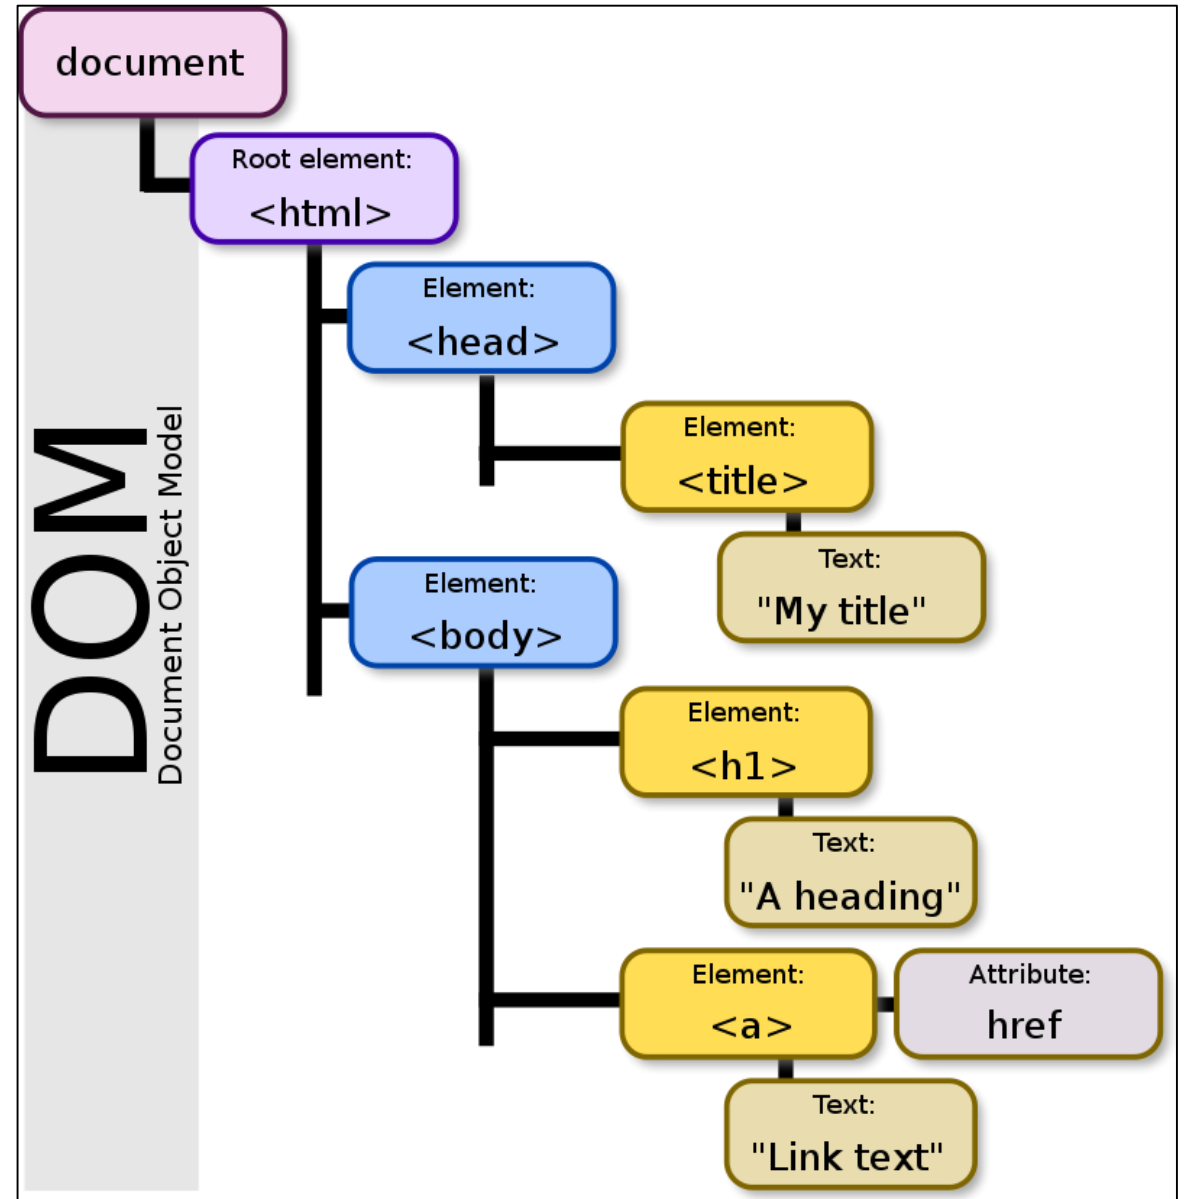 document
Root element:
<html>
Element:
<head>
Element:
<title>
Text:
"My title"
Element:
<body>
Element:
<h1>
Text:
"A heading"
Element:
<a>
Attribute:
href
Text:
"Link text"
DOM
Document Object Model